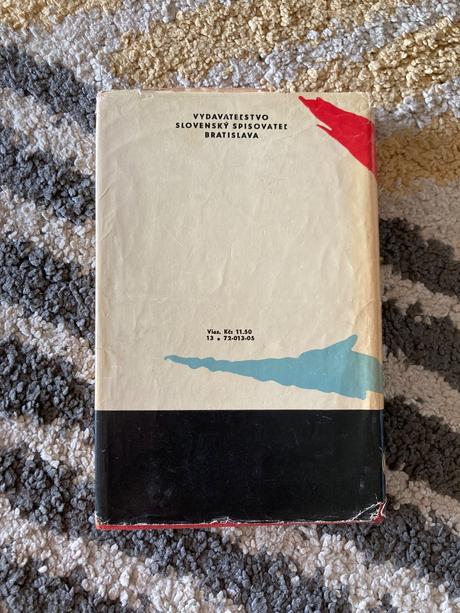 VYDAVATEĽSTVO
SLOVENSKÝ SPISOVATEĽ
BRATISLAVA
Viaz. Kčs 11.50
13 • 72-013-05